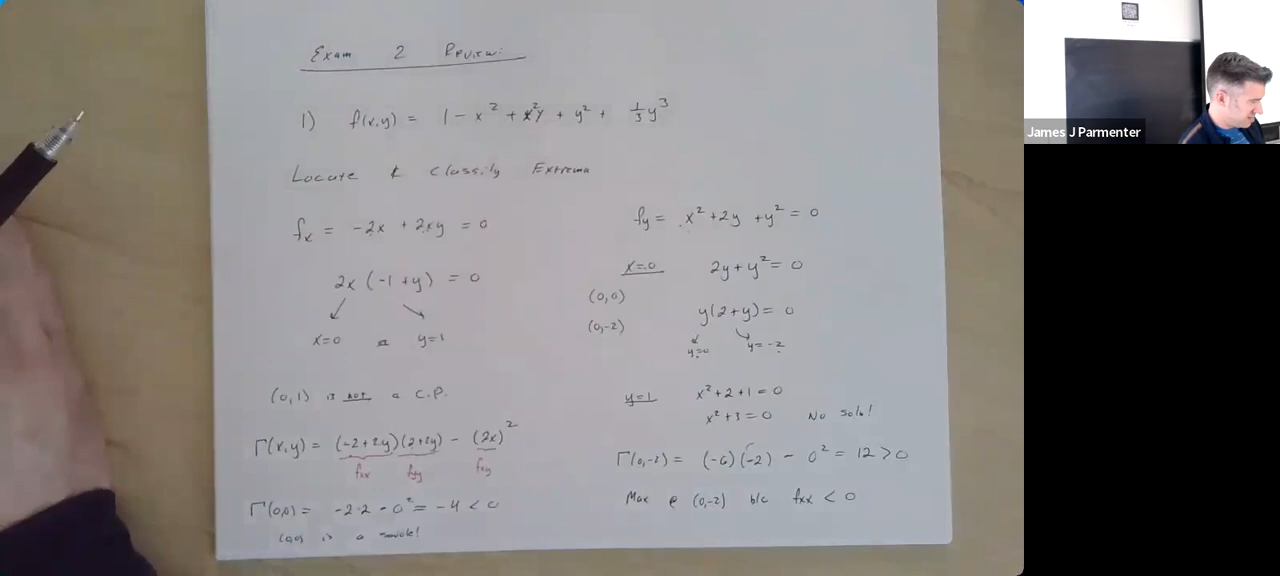 Exam 2 Review:
1) f(x,y) = 1 - x² + x²y + y² + 1/3 y³
Locate & Classify Extrema
fx = -2x + 2xy = 0
2x (-1 + y) = 0
x=0 or y=1
(0,1) is not a C.P.
Γ(x,y) = (-2+2y)(2+2y) - (2x)²
fxx fyy fxy
Γ(0,0) = -2·2 - 0² = -4 < 0
(0,0) is a saddle!
fy = x² + 2y + y² = 0
x=0 2y + y² = 0
(0,0)
y(2+y) = 0
(0,-2)
y=0 y=-2
y=1 x² + 2 + 1 = 0
x² + 3 = 0 No soln!
Γ(0,-2) = (-6)(-2) - 0² = 12 > 0
Max @ (0,-2) b/c fxx < 0
James J Parmenter